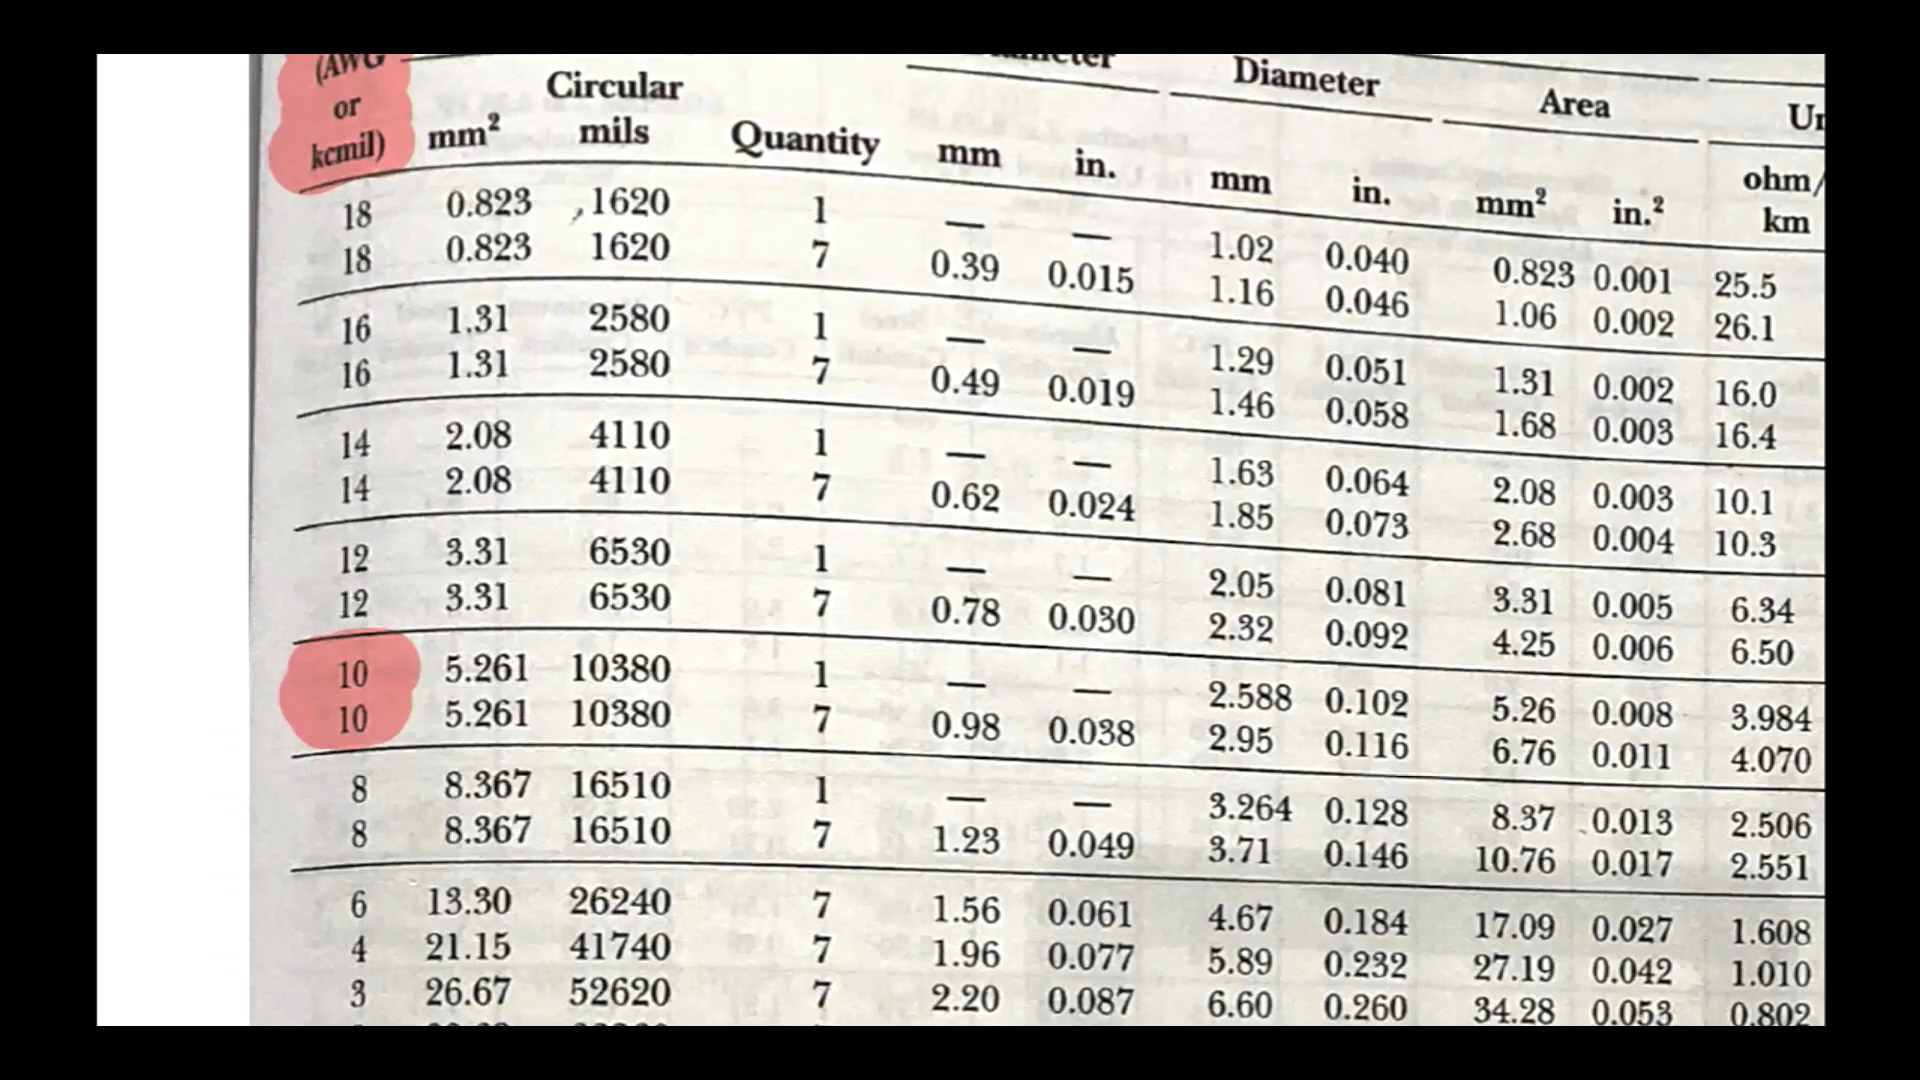 (AWG
or
kcmil) mm² Circular mils Quantity mm in. Diameter mm in. Area mm² in.² ohm/ km
18 0.823 1620 1 — — 1.02 0.040 0.823 0.001 25.5
18 0.823 1620 7 0.39 0.015 1.16 0.046 1.06 0.002 26.1
16 1.31 2580 1 — — 1.29 0.051 1.31 0.002 16.0
16 1.31 2580 7 0.49 0.019 1.46 0.058 1.68 0.003 16.4
14 2.08 4110 1 — — 1.63 0.064 2.08 0.003 10.1
14 2.08 4110 7 0.62 0.024 1.85 0.073 2.68 0.004 10.3
12 3.31 6530 1 — — 2.05 0.081 3.31 0.005 6.34
12 3.31 6530 7 0.78 0.030 2.32 0.092 4.25 0.006 6.50
10 5.261 10380 1 — — 2.588 0.102 5.26 0.008 3.984
10 5.261 10380 7 0.98 0.038 2.95 0.116 6.76 0.011 4.070
8 8.367 16510 1 — — 3.264 0.128 8.37 0.013 2.506
8 8.367 16510 7 1.23 0.049 3.71 0.146 10.76 0.017 2.551
6 13.30 26240 7 1.56 0.061 4.67 0.184 17.09 0.027 1.608
4 21.15 41740 7 1.96 0.077 5.89 0.232 27.19 0.042 1.010
3 26.67 52620 7 2.20 0.087 6.60 0.260 34.28 0.053 0.802